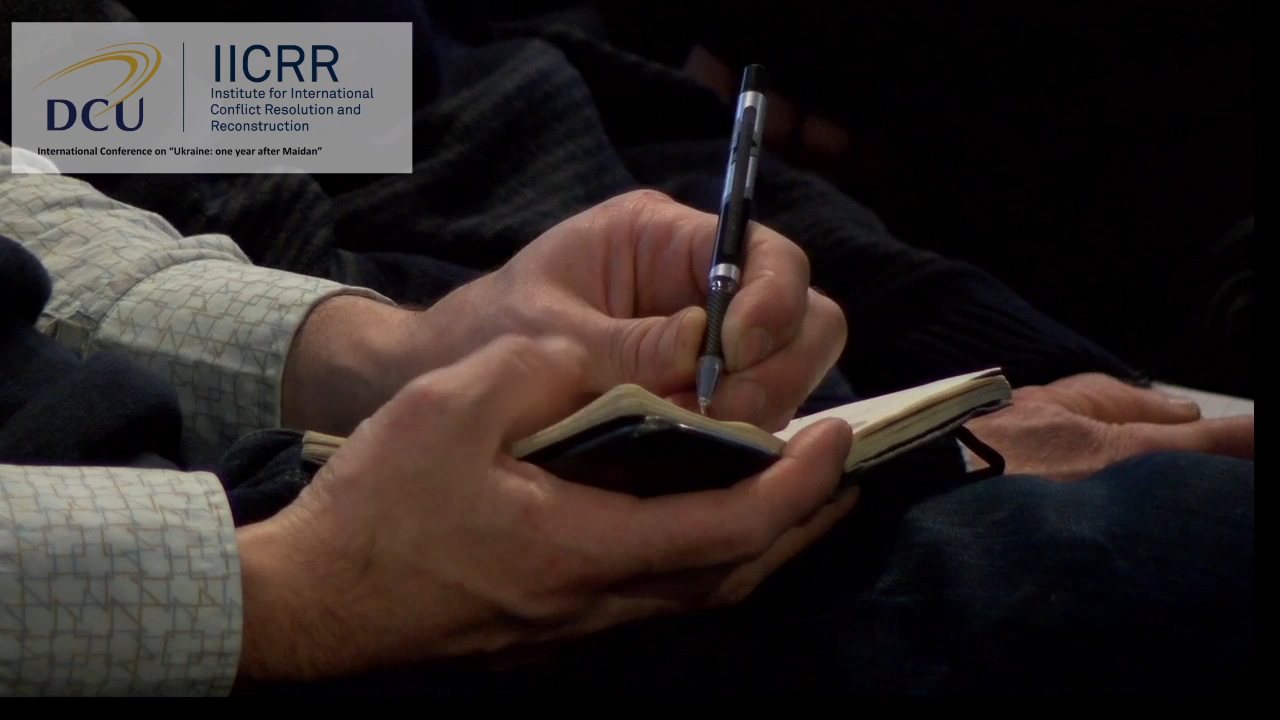 DCU
IICRR
Institute for International
Conflict Resolution and
Reconstruction
International Conference on “Ukraine: one year after Maidan”